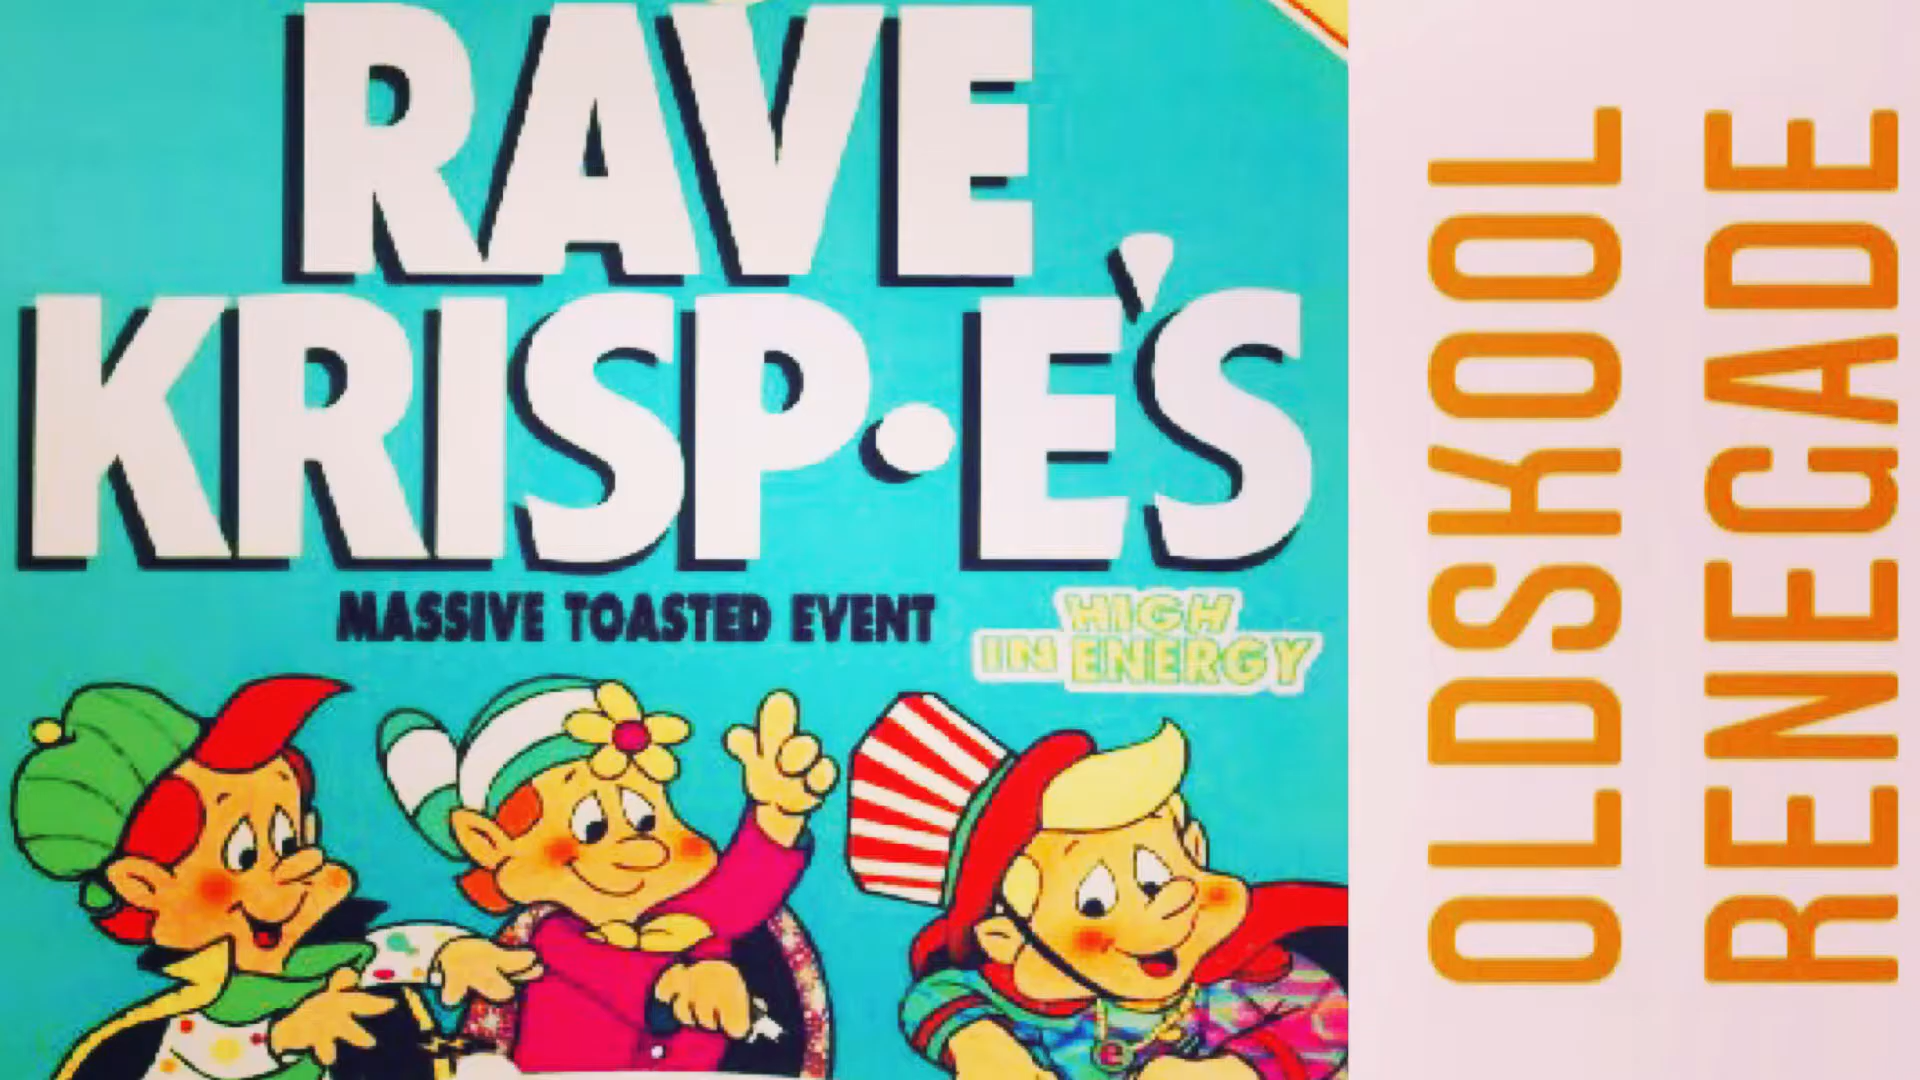 RAVE
KRISP•E'S
MASSIVE TOASTED EVENT
HIGH
IN ENERGY
e
OLDSKOOL
RENEGADE